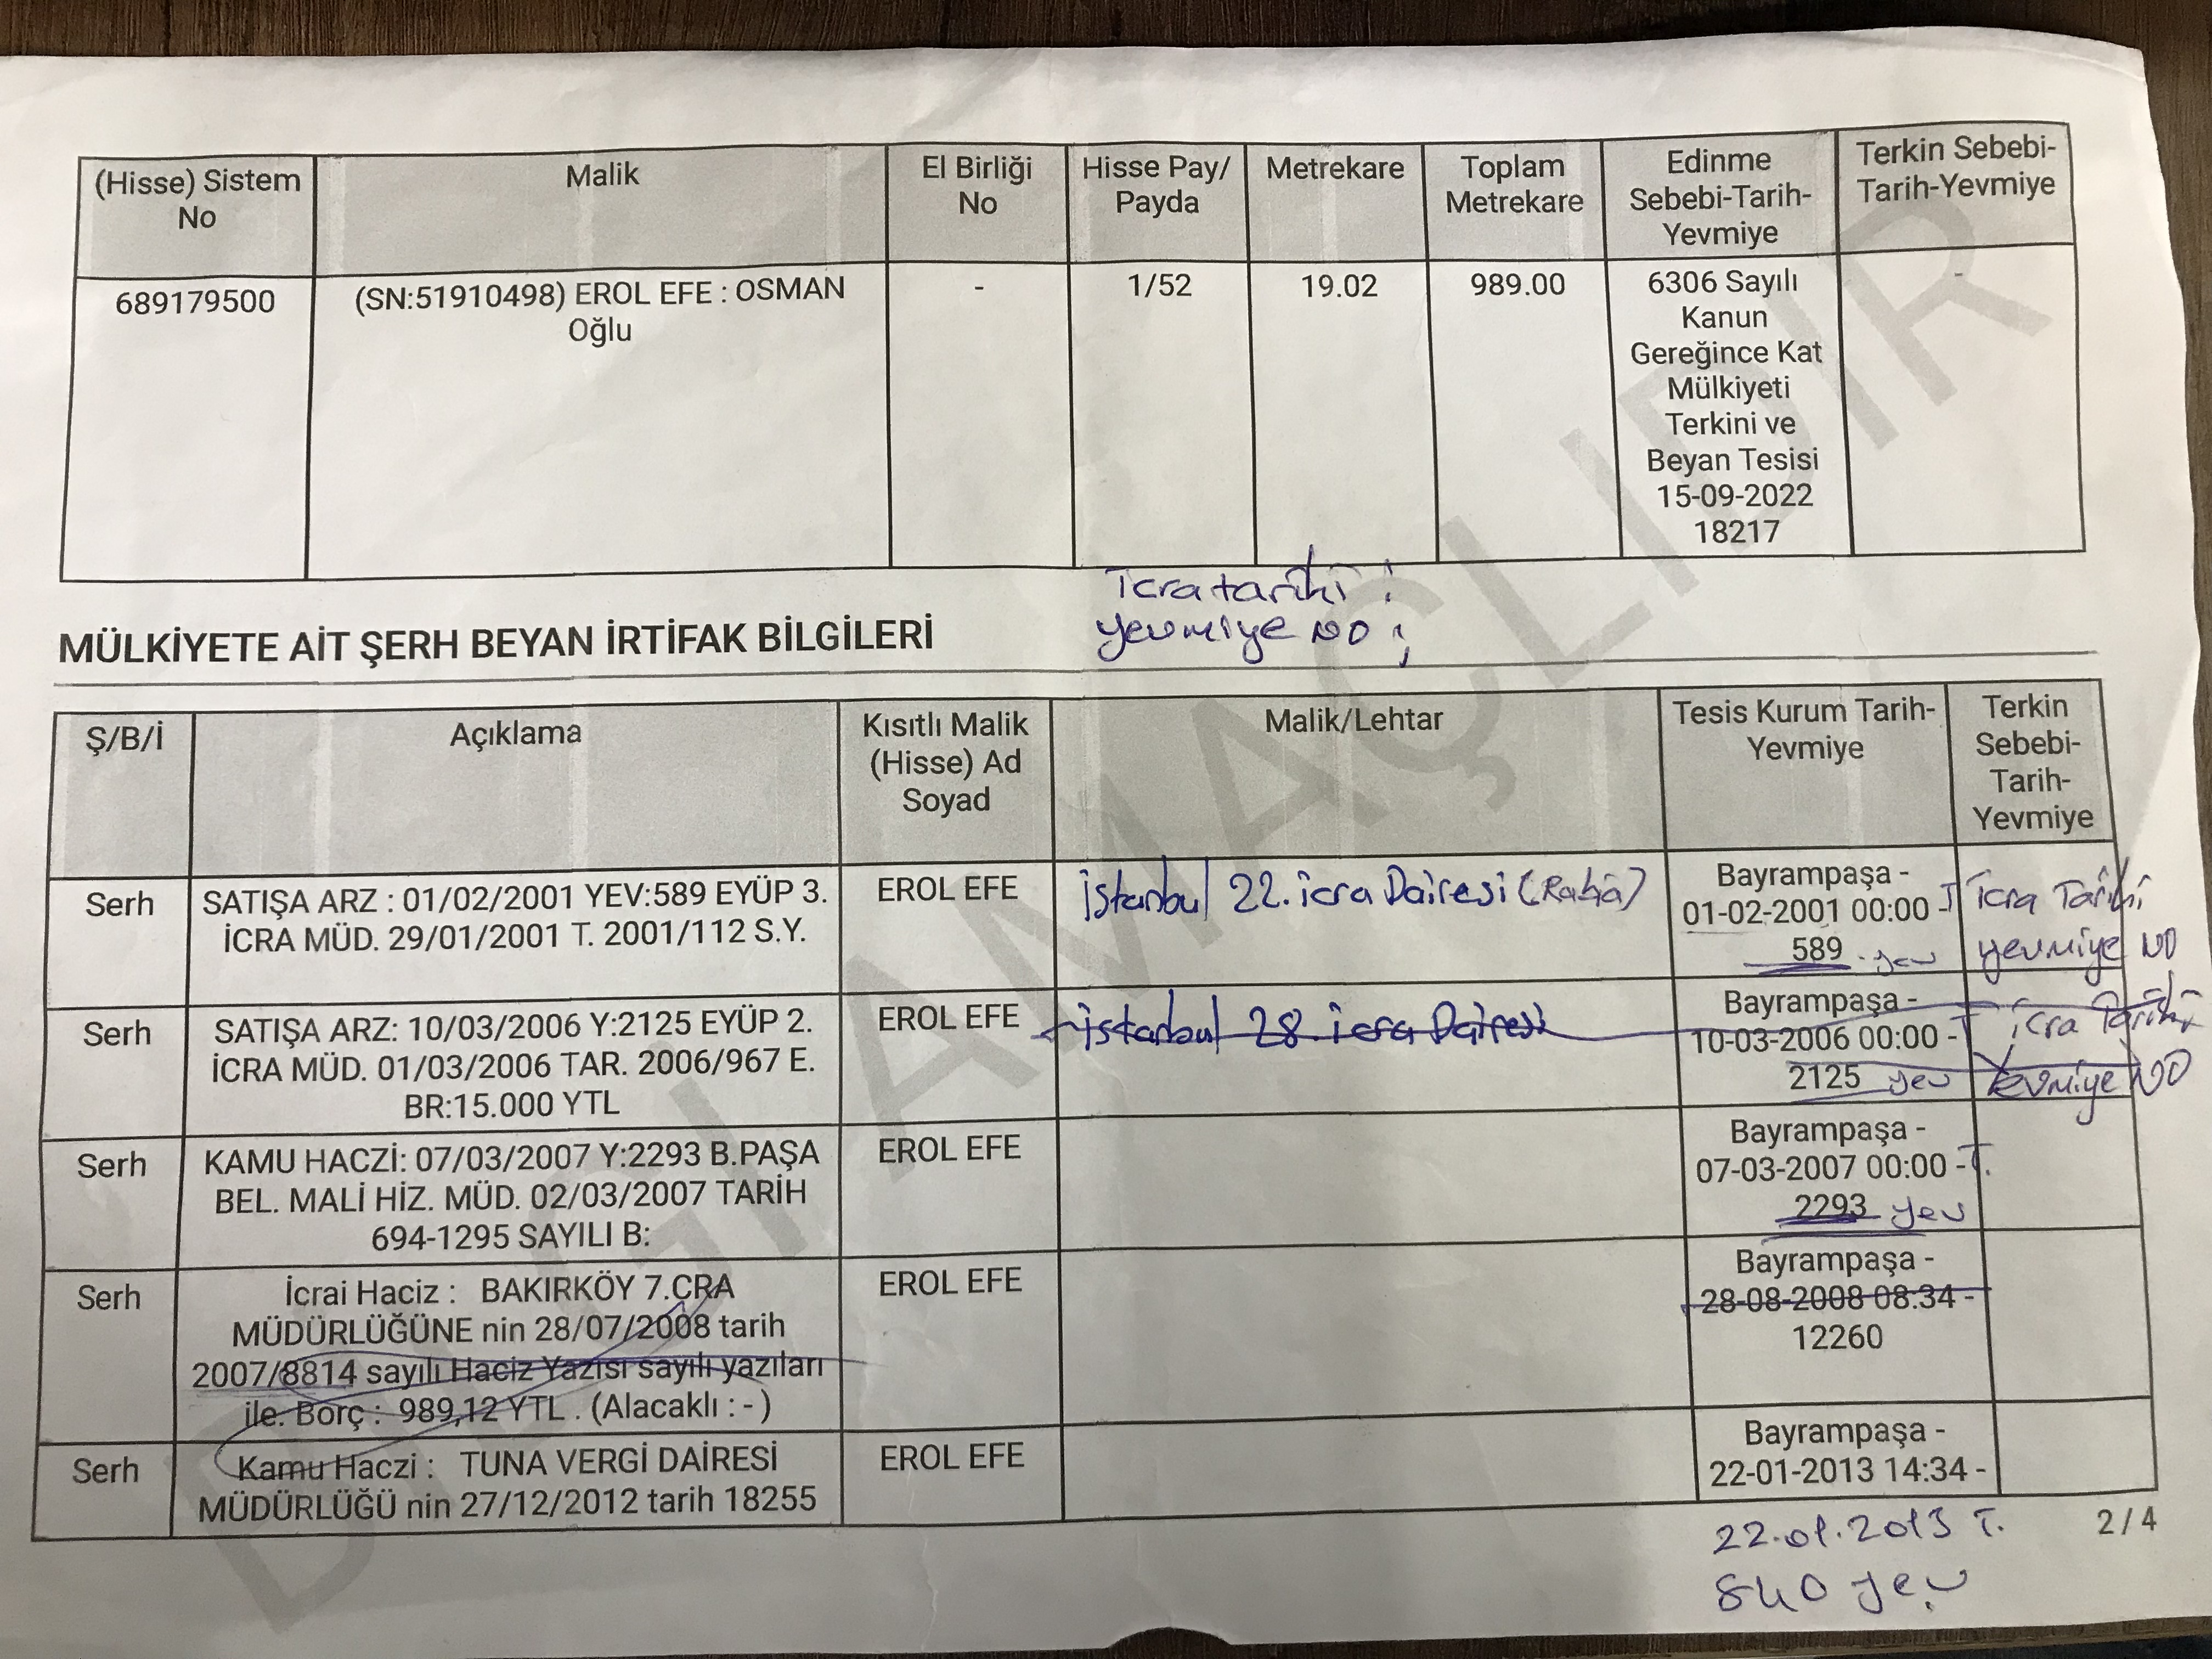 (Hisse) Sistem
No
Malik
El Birliği
No
Hisse Pay/
Payda
Metrekare
Toplam
Metrekare
Edinme
Sebebi-Tarih-
Yevmiye
Terkin Sebebi-
Tarih-Yevmiye
689179500
(SN:51910498) EROL EFE : OSMAN
Oğlu
-
1/52
19.02
989.00
6306 Sayılı
Kanun
Gereğince Kat
Mülkiyeti
Terkini ve
Beyan Tesisi
15-09-2022
18217
-
icra tarihi :
yevmiye NO ;
MÜLKİYETE AİT ŞERH BEYAN İRTİFAK BİLGİLERİ
Ş/B/İ
Açıklama
Kısıtlı Malik
(Hisse) Ad
Soyad
Malik/Lehtar
Tesis Kurum Tarih-
Yevmiye
Terkin
Sebebi-
Tarih-
Yevmiye
Serh
SATIŞA ARZ : 01/02/2001 YEV:589 EYÜP 3.
İCRA MÜD. 29/01/2001 T. 2001/112 S.Y.
EROL EFE
istanbul 22. icra Dairesi (Rabia)
Bayrampaşa -
01-02-2001 00:00 - T
589 . yev
icra Tarihi
yevmiye NO
Serh
SATIŞA ARZ: 10/03/2006 Y:2125 EYÜP 2.
İCRA MÜD. 01/03/2006 TAR. 2006/967 E.
BR:15.000 YTL
EROL EFE
istanbul 28. icra Dairesi
Bayrampaşa -
10-03-2006 00:00 - T
2125 yev
icra Tarihi
Yevmiye NO
Serh
KAMU HACZİ: 07/03/2007 Y:2293 B.PAŞA
BEL. MALİ HİZ. MÜD. 02/03/2007 TARİH
694-1295 SAYILI B:
EROL EFE
Bayrampaşa -
07-03-2007 00:00 - T.
2293 yev
Serh
İcrai Haciz : BAKIRKÖY 7.CRA
MÜDÜRLÜĞÜNE nin 28/07/2008 tarih
2007/8814 sayılı Haciz Yazısı sayılı yazıları
ile. Borç : 989,12 YTL . (Alacaklı : - )
EROL EFE
Bayrampaşa -
28-08-2008 08:34 -
12260
Serh
Kamu Haczi : TUNA VERGİ DAİRESİ
MÜDÜRLÜĞÜ nin 27/12/2012 tarih 18255
EROL EFE
Bayrampaşa -
22-01-2013 14:34 -
22.01.2013 T.
840 yev
2 / 4